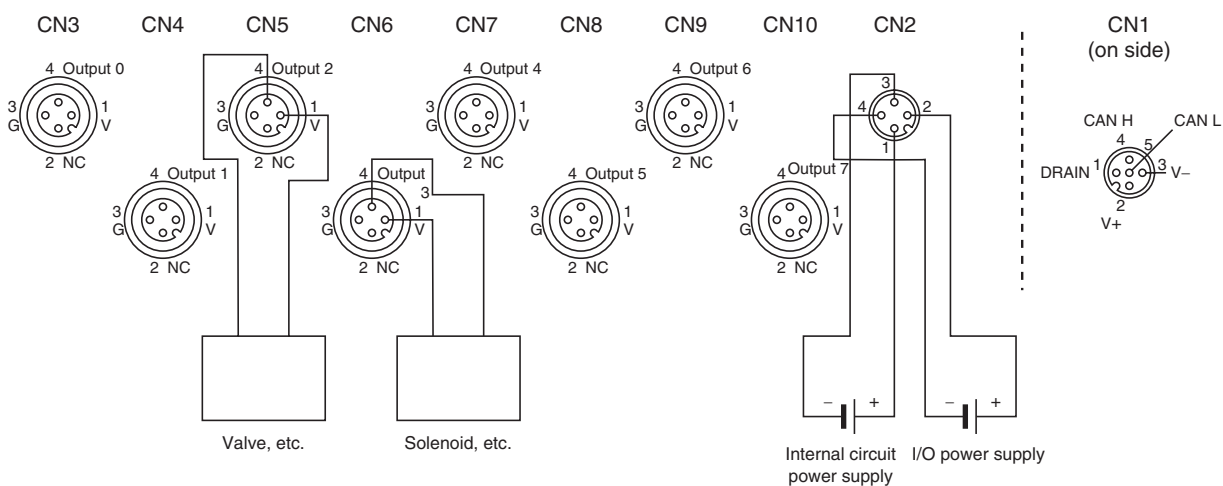 CN3 CN4 CN5 CN6 CN7 CN8 CN9 CN10 CN2 CN1
(on side)
4 Output 0
3 1
G V
2 NC
4 Output 1
3 1
G V
2 NC
4 Output 2
3 1
G V
2 NC
4 Output
3
3 1
G V
2 NC
4 Output 4
3 1
G V
2 NC
4 Output 5
3 1
G V
2 NC
4 Output 6
3 1
G V
2 NC
4 Output 7
3 1
G V
2 NC
3
4 2
1
CAN H CAN L
4 5
DRAIN 1 3 V–
2
V+
– + – +
Valve, etc.
Solenoid, etc.
Internal circuit
power supply
I/O power supply